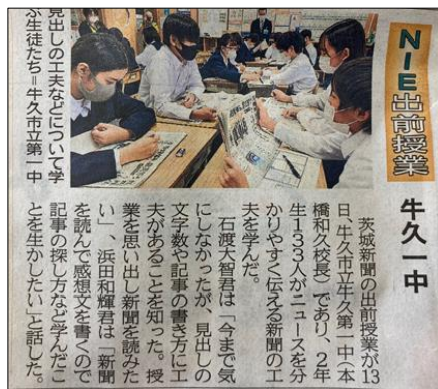 NIE出前授業
牛久一中
茨城新聞の出前授業が13
日、牛久市立牛久第一中(本
橋和久校長)であり、2年
生133人がニュースを分
かりやすく伝える新聞の工
夫を学んだ。
石渡大智君は「今まで気
にしなかったが、見出しの
文字数や記事の書き方に工
夫があることを知った。授
業を思い出し新聞を読みた
い」、浜田和輝君は「新聞
を読んで感想文を書くので
記事の探し方など学んだこ
とを生かしたい」と話した。
見出しの工夫などについて学
ぶ生徒たち=牛久市立第一中